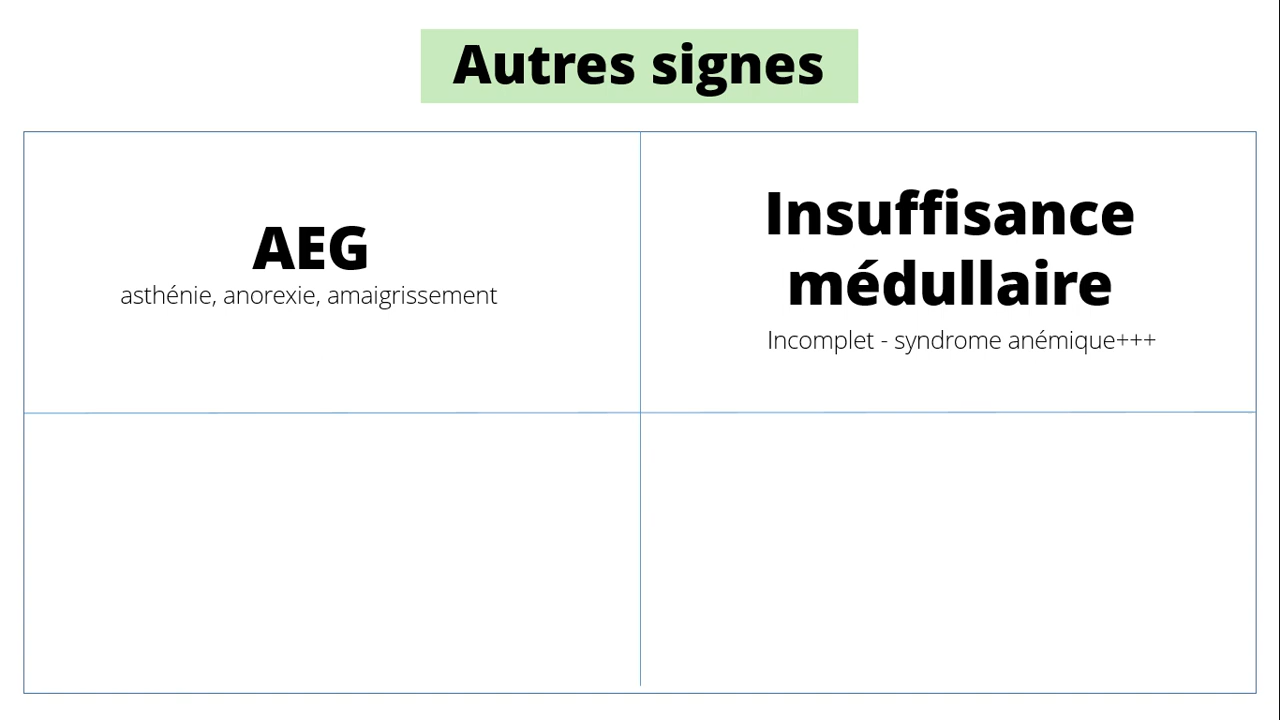 Autres signes
AEG
asthénie, anorexie, amaigrissement
Insuffisance
médullaire
Incomplet - syndrome anémique+++